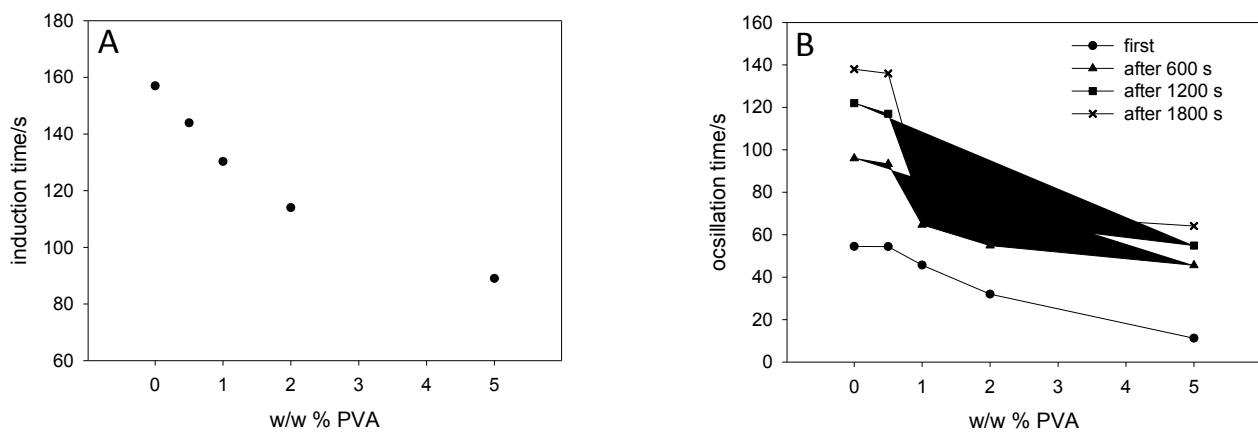 A
induction time/s
180
160
140
120
100
80
60
0 1 2 3 4 5
w/w % PVA
B
first
after 600 s
after 1200 s
after 1800 s
ocsillation time/s
160
140
120
100
80
60
40
20
0
0 1 2 3 4 5
w/w % PVA